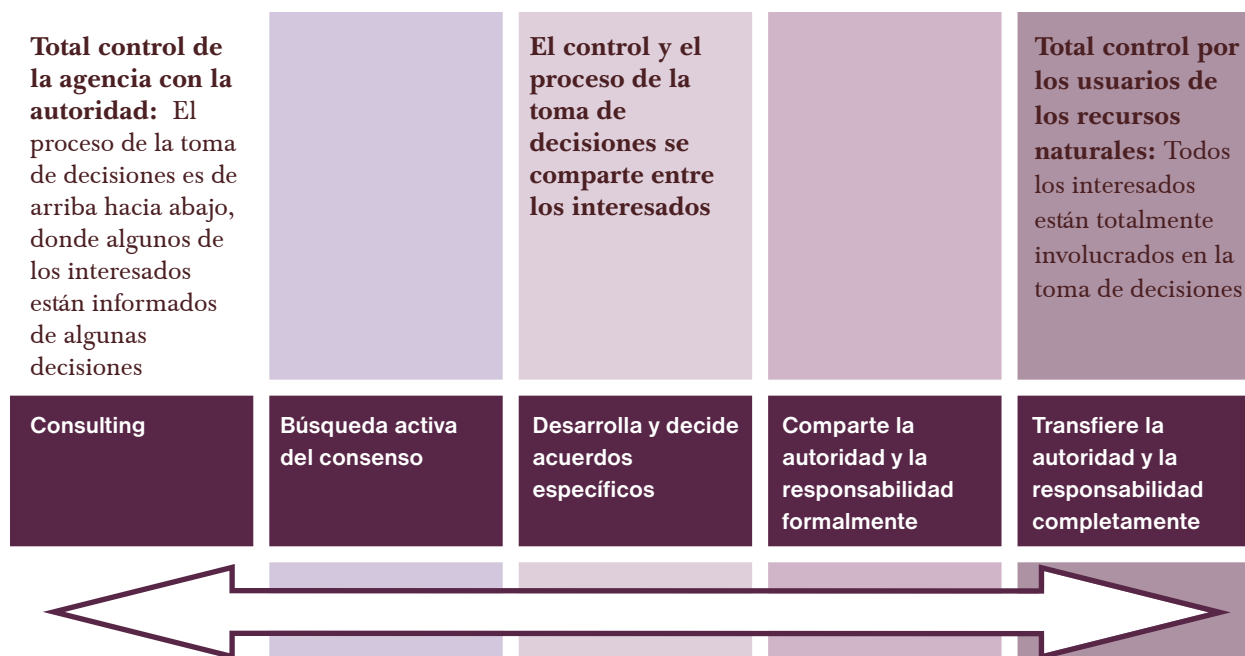 Total control de
la agencia con la
autoridad: El
proceso de la toma
de decisiones es de
arriba hacia abajo,
donde algunos de
los interesados
están informados
de algunas
decisiones
El control y el
proceso de la
toma de
decisiones se
comparte entre
los interesados
Total control por
los usuarios de
los recursos
naturales: Todos
los interesados
están totalmente
involucrados en la
toma de decisiones
Consulting
Búsqueda activa
del consenso
Desarrolla y decide
acuerdos
específicos
Comparte la
autoridad y la
responsabilidad
formalmente
Transfiere la
autoridad y la
responsabilidad
completamente